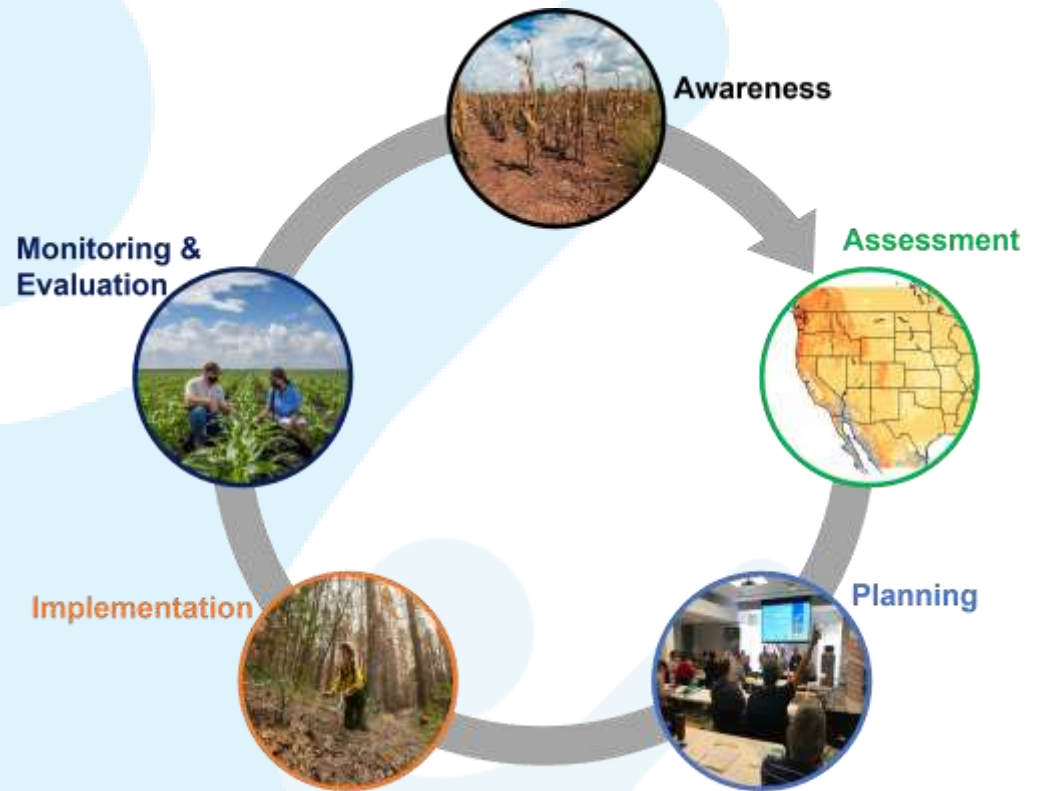 Awareness
Assessment
Planning
Implementation
Monitoring &
Evaluation